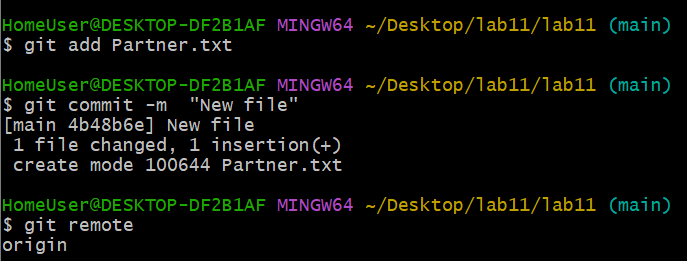 HomeUser@DESKTOP-DF2B1AF MINGW64 ~/Desktop/lab11/lab11 (main)
$ git add Partner.txt
HomeUser@DESKTOP-DF2B1AF MINGW64 ~/Desktop/lab11/lab11 (main)
$ git commit -m  "New file"
[main 4b48b6e] New file
 1 file changed, 1 insertion(+)
 create mode 100644 Partner.txt
HomeUser@DESKTOP-DF2B1AF MINGW64 ~/Desktop/lab11/lab11 (main)
$ git remote
origin